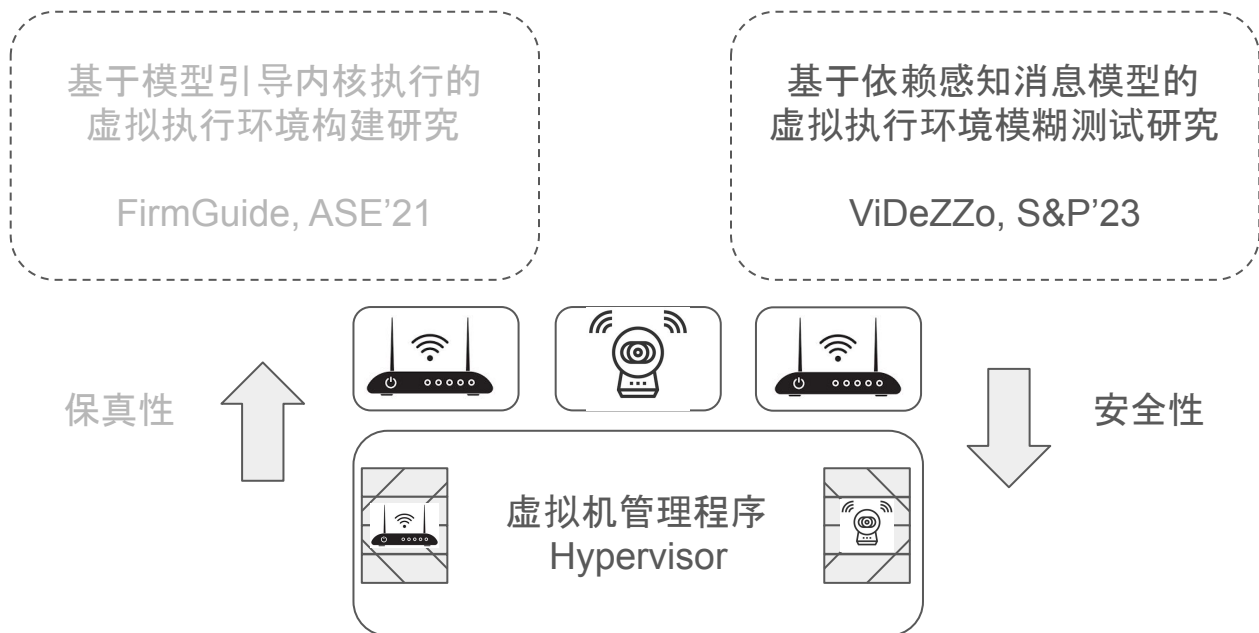 基于模型引导内核执行的
虚拟执行环境构建研究
FirmGuide, ASE’21
基于依赖感知消息模型的
虚拟执行环境模糊测试研究
ViDeZZo, S&P’23
保真性
安全性
虚拟机管理程序
Hypervisor